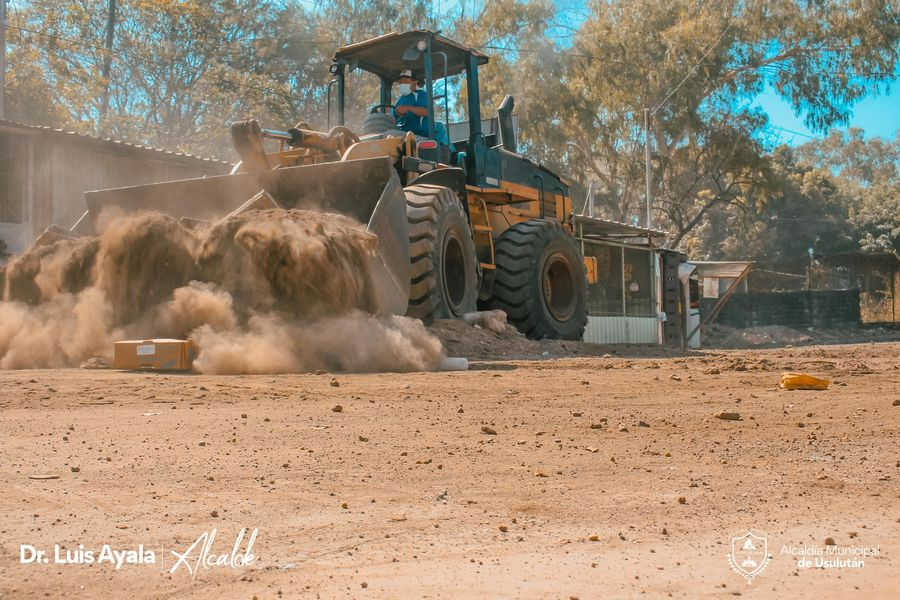 Dr. Luis Ayala | Alcalde
Alcaldía Municipal
de Usulután